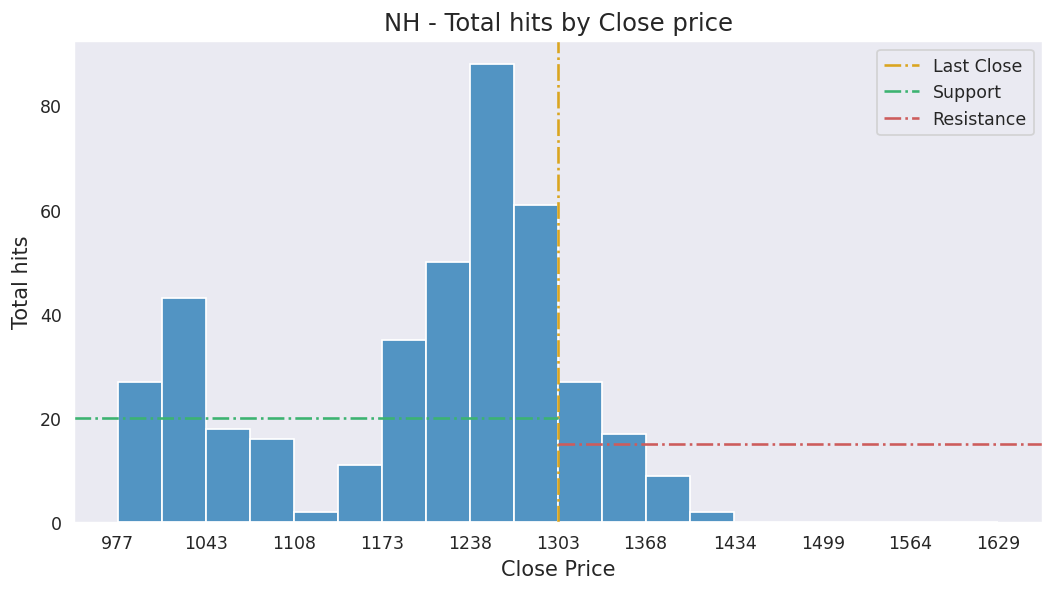 NH - Total hits by Close price
Last Close
Support
Resistance
80
60
40
20
0
Total hits
977 1043 1108 1173 1238 1303 1368 1434 1499 1564 1629
Close Price